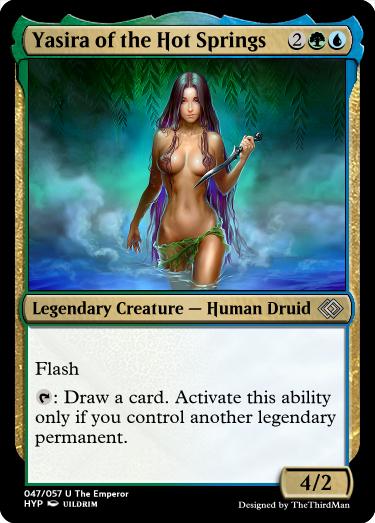 Yasira of the Hot Springs 2
Legendary Creature — Human Druid
Flash
: Draw a card. Activate this ability
only if you control another legendary
permanent.
4/2
047/057 U The Emperor
HYP UILDRIM
Designed by TheThirdMan